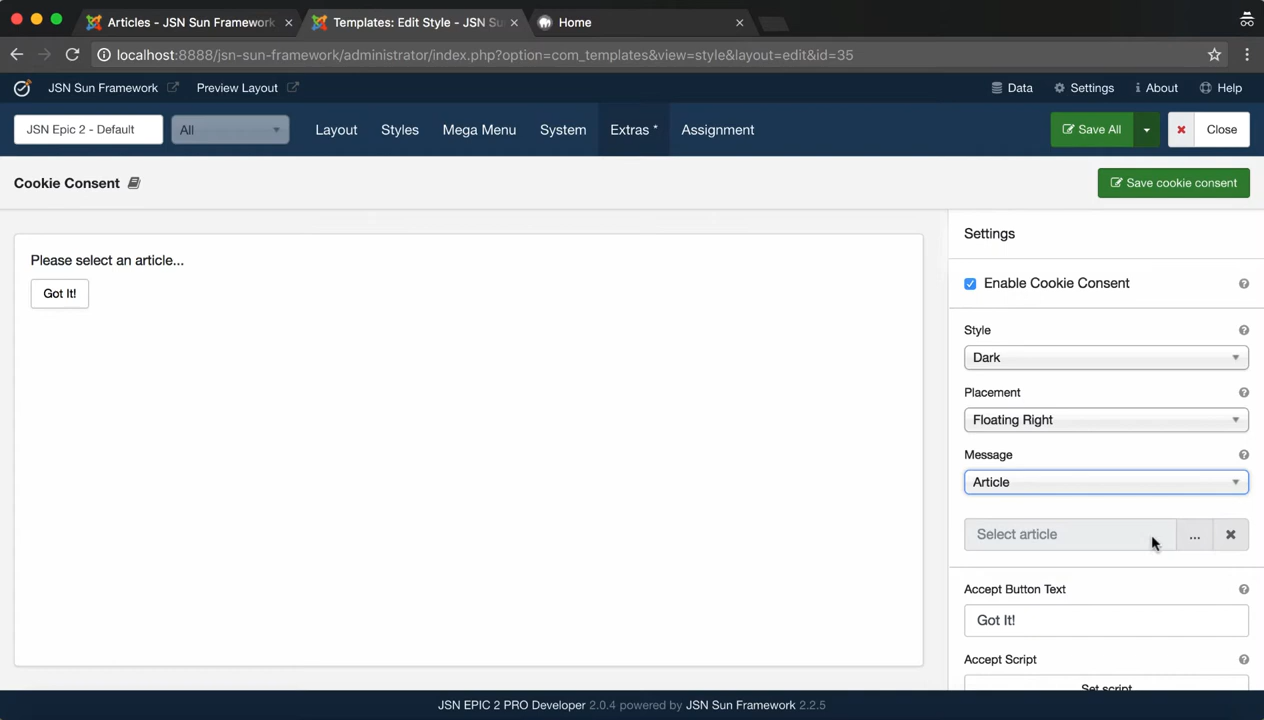 Articles - JSN Sun Framework
Templates: Edit Style - JSN Su
Home
localhost:8888/jsn-sun-framework/administrator/index.php?option=com_templates&view=style&layout=edit&id=35
JSN Sun Framework
Preview Layout
Data
Settings
About
Help
JSN Epic 2 - Default
All
Layout
Styles
Mega Menu
System
Extras *
Assignment
Save All
Close
Cookie Consent
Save cookie consent
Please select an article...
Got It!
Settings
Enable Cookie Consent
Style
Dark
Placement
Floating Right
Message
Article
Select article
...
Accept Button Text
Got It!
Accept Script
Set script
JSN EPIC 2 PRO Developer 2.0.4 powered by JSN Sun Framework 2.2.5